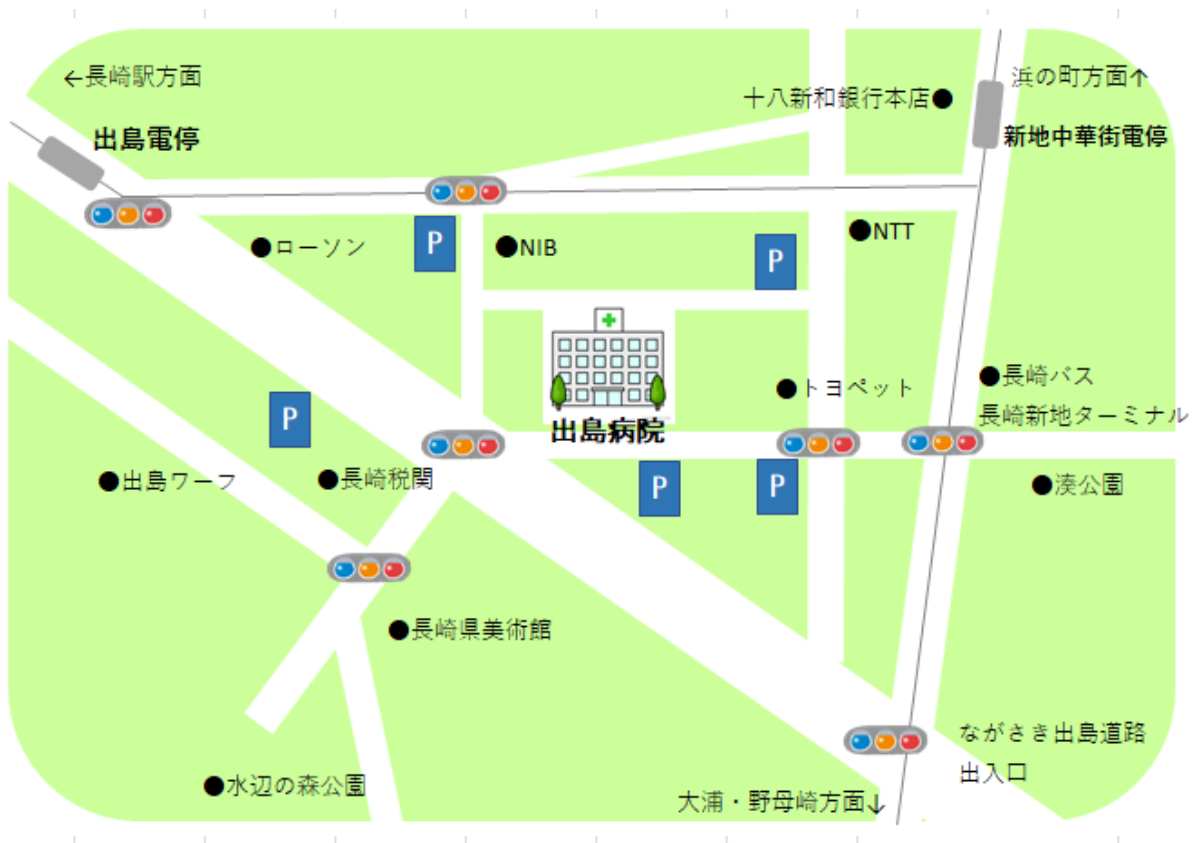 ←長崎駅方面
浜の町方面↑
十八新和銀行本店●
出島電停
新地中華街電停
●NTT
P
●ローソン
●NIB
P
●長崎バス
長崎新地ターミナル
●トヨペット
P
出島病院
●出島ワーフ
●長崎税関
P
P
●湊公園
●長崎県美術館
ながさき出島道路
出入口
●水辺の森公園
大浦・野母崎方面↓